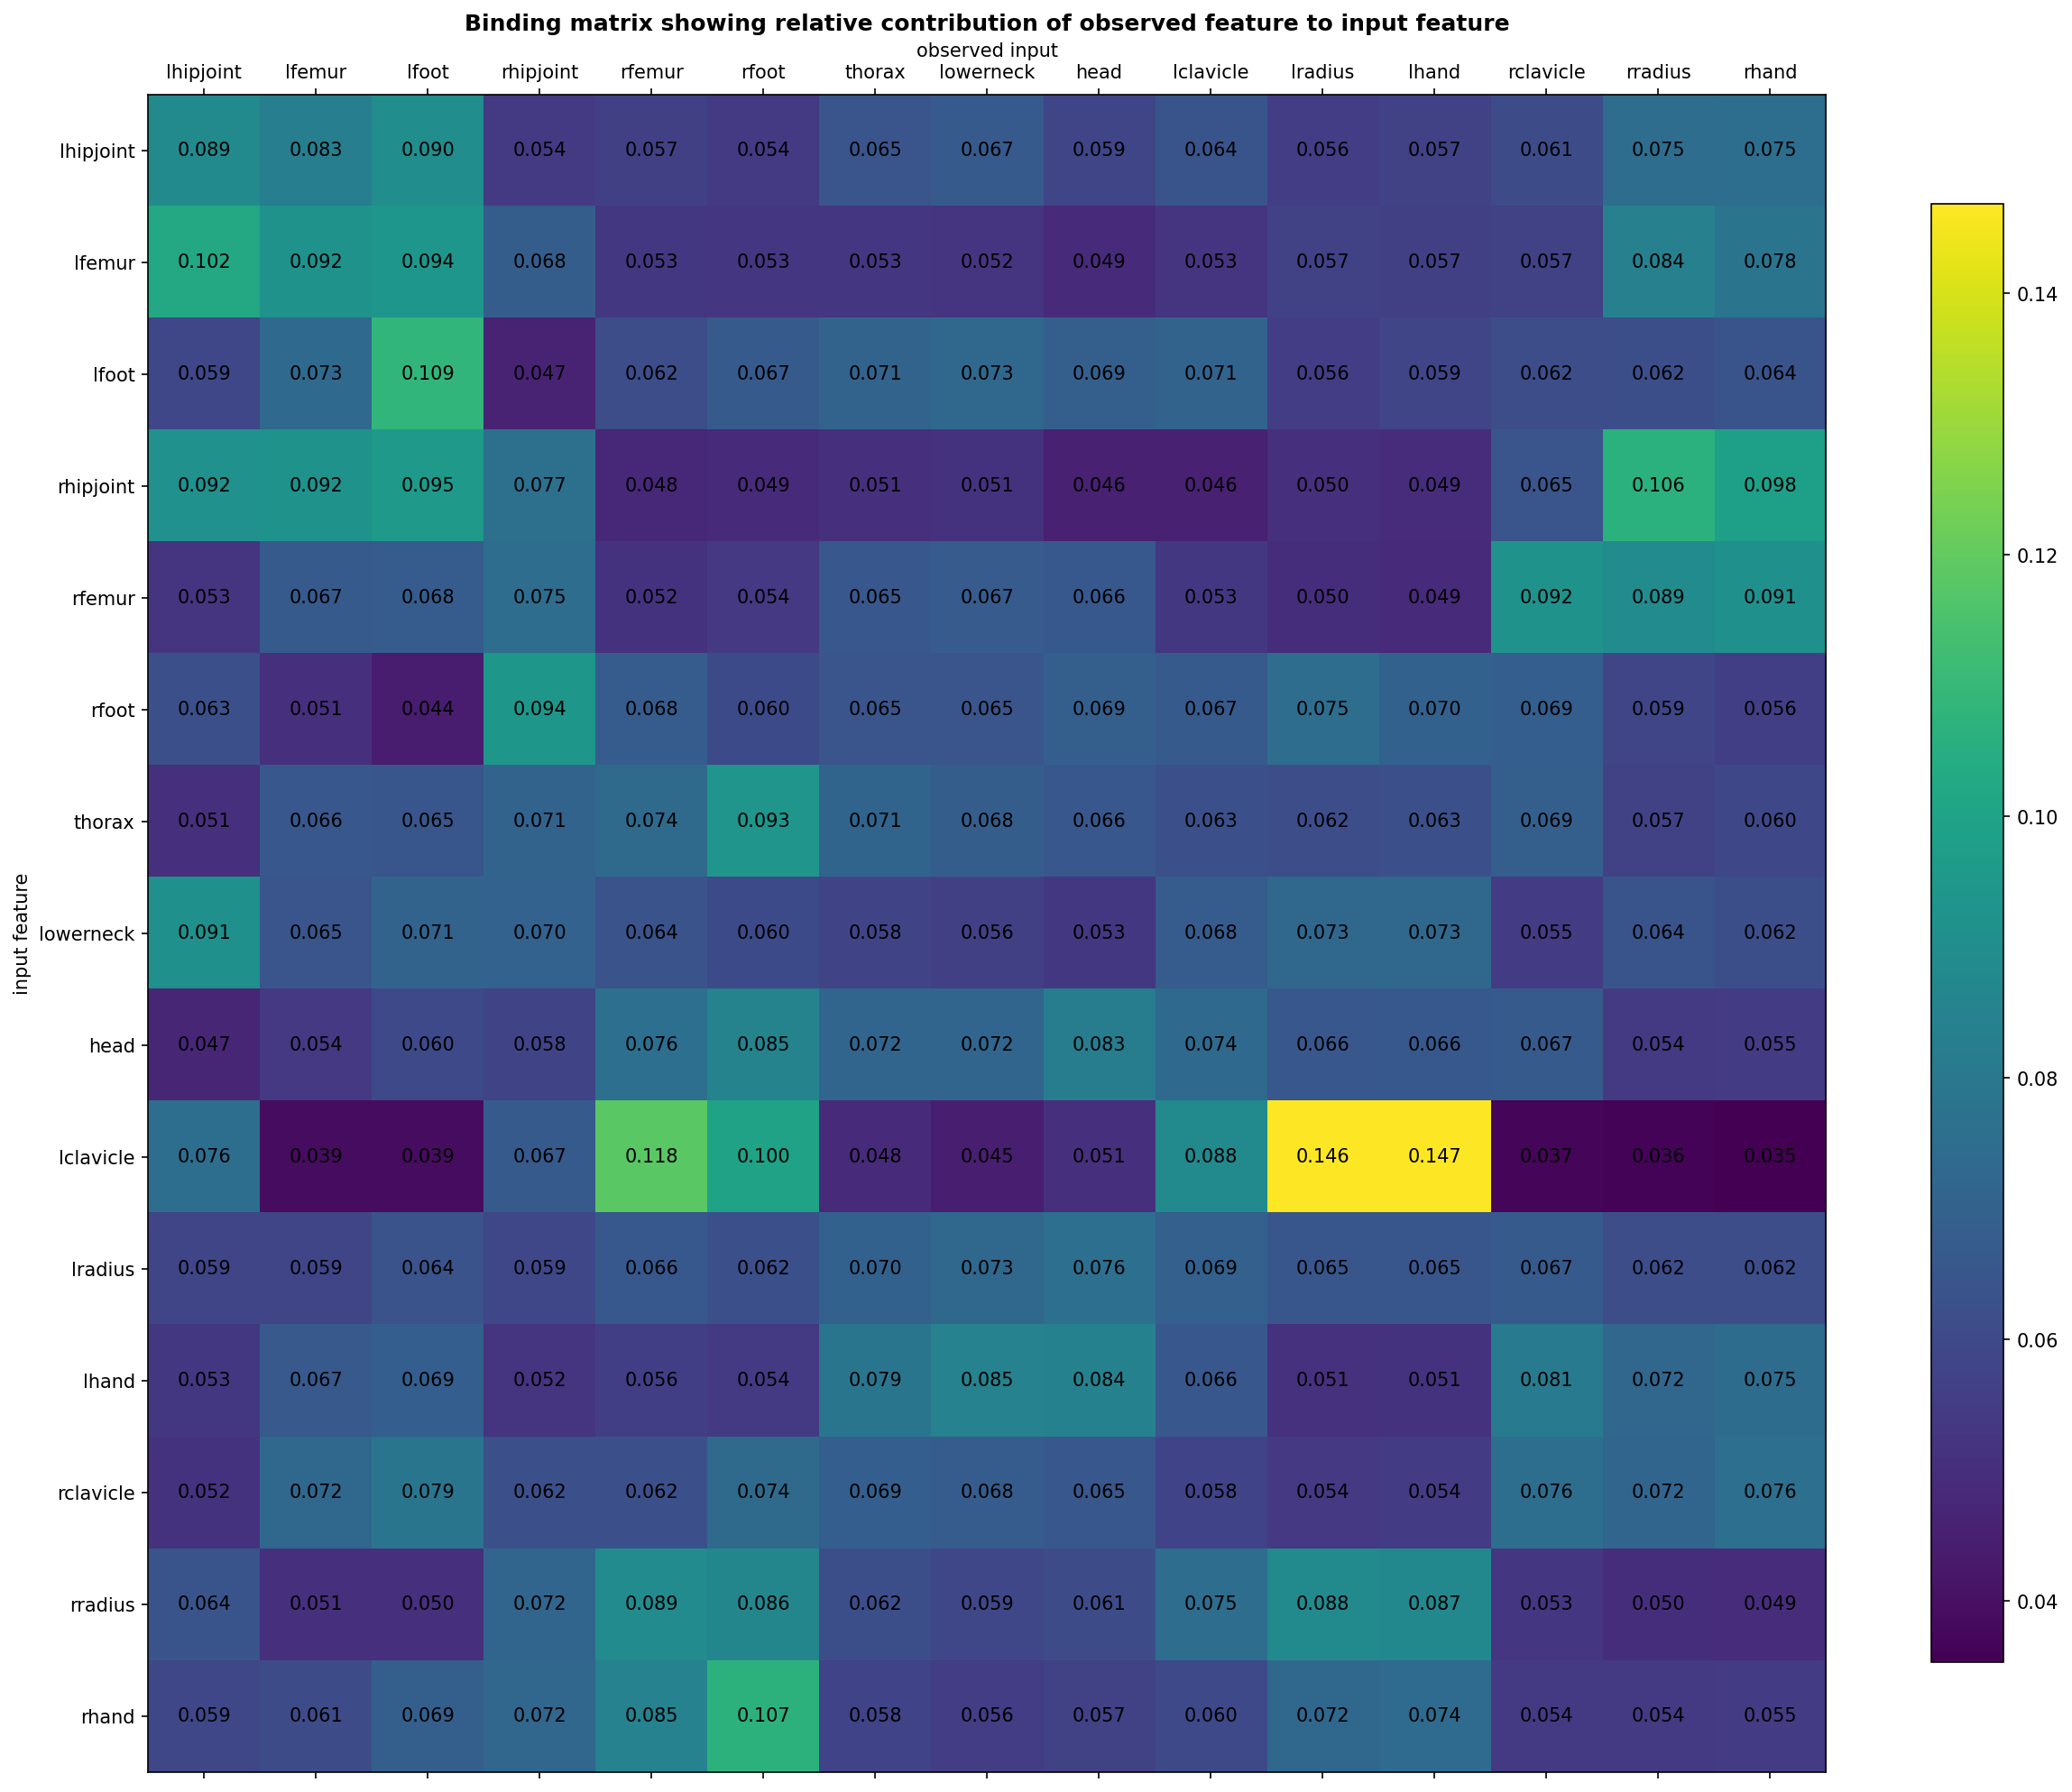 Binding matrix showing relative contribution of observed feature to input feature
observed input
lhipjoint lfemur lfoot rhipjoint rfemur rfoot thorax lowerneck head lclavicle lradius lhand rclavicle rradius rhand
lhipjoint 0.089 0.083 0.090 0.054 0.057 0.054 0.065 0.067 0.059 0.064 0.056 0.057 0.061 0.075 0.075
lfemur 0.102 0.092 0.094 0.068 0.053 0.053 0.053 0.052 0.049 0.053 0.057 0.057 0.057 0.084 0.078
0.14
lfoot 0.059 0.073 0.109 0.047 0.062 0.067 0.071 0.073 0.069 0.071 0.056 0.059 0.062 0.062 0.064
rhipjoint 0.092 0.092 0.095 0.077 0.048 0.049 0.051 0.051 0.046 0.046 0.050 0.049 0.065 0.106 0.098
0.12
rfemur 0.053 0.067 0.068 0.075 0.052 0.054 0.065 0.067 0.066 0.053 0.050 0.049 0.092 0.089 0.091
rfoot 0.063 0.051 0.044 0.094 0.068 0.060 0.065 0.065 0.069 0.067 0.075 0.070 0.069 0.059 0.056
thorax 0.051 0.066 0.065 0.071 0.074 0.093 0.071 0.068 0.066 0.063 0.062 0.063 0.069 0.057 0.060
0.10
input feature
lowerneck 0.091 0.065 0.071 0.070 0.064 0.060 0.058 0.056 0.053 0.068 0.073 0.073 0.055 0.064 0.062
head 0.047 0.054 0.060 0.058 0.076 0.085 0.072 0.072 0.083 0.074 0.066 0.066 0.067 0.054 0.055
0.08
lclavicle 0.076 0.039 0.039 0.067 0.118 0.100 0.048 0.045 0.051 0.088 0.146 0.147 0.037 0.036 0.035
lradius 0.059 0.059 0.064 0.059 0.066 0.062 0.070 0.073 0.076 0.069 0.065 0.065 0.067 0.062 0.062
0.06
lhand 0.053 0.067 0.069 0.052 0.056 0.054 0.079 0.085 0.084 0.066 0.051 0.051 0.081 0.072 0.075
rclavicle 0.052 0.072 0.079 0.062 0.062 0.074 0.069 0.068 0.065 0.058 0.054 0.054 0.076 0.072 0.076
rradius 0.064 0.051 0.050 0.072 0.089 0.086 0.062 0.059 0.061 0.075 0.088 0.087 0.053 0.050 0.049
0.04
rhand 0.059 0.061 0.069 0.072 0.085 0.107 0.058 0.056 0.057 0.060 0.072 0.074 0.054 0.054 0.055